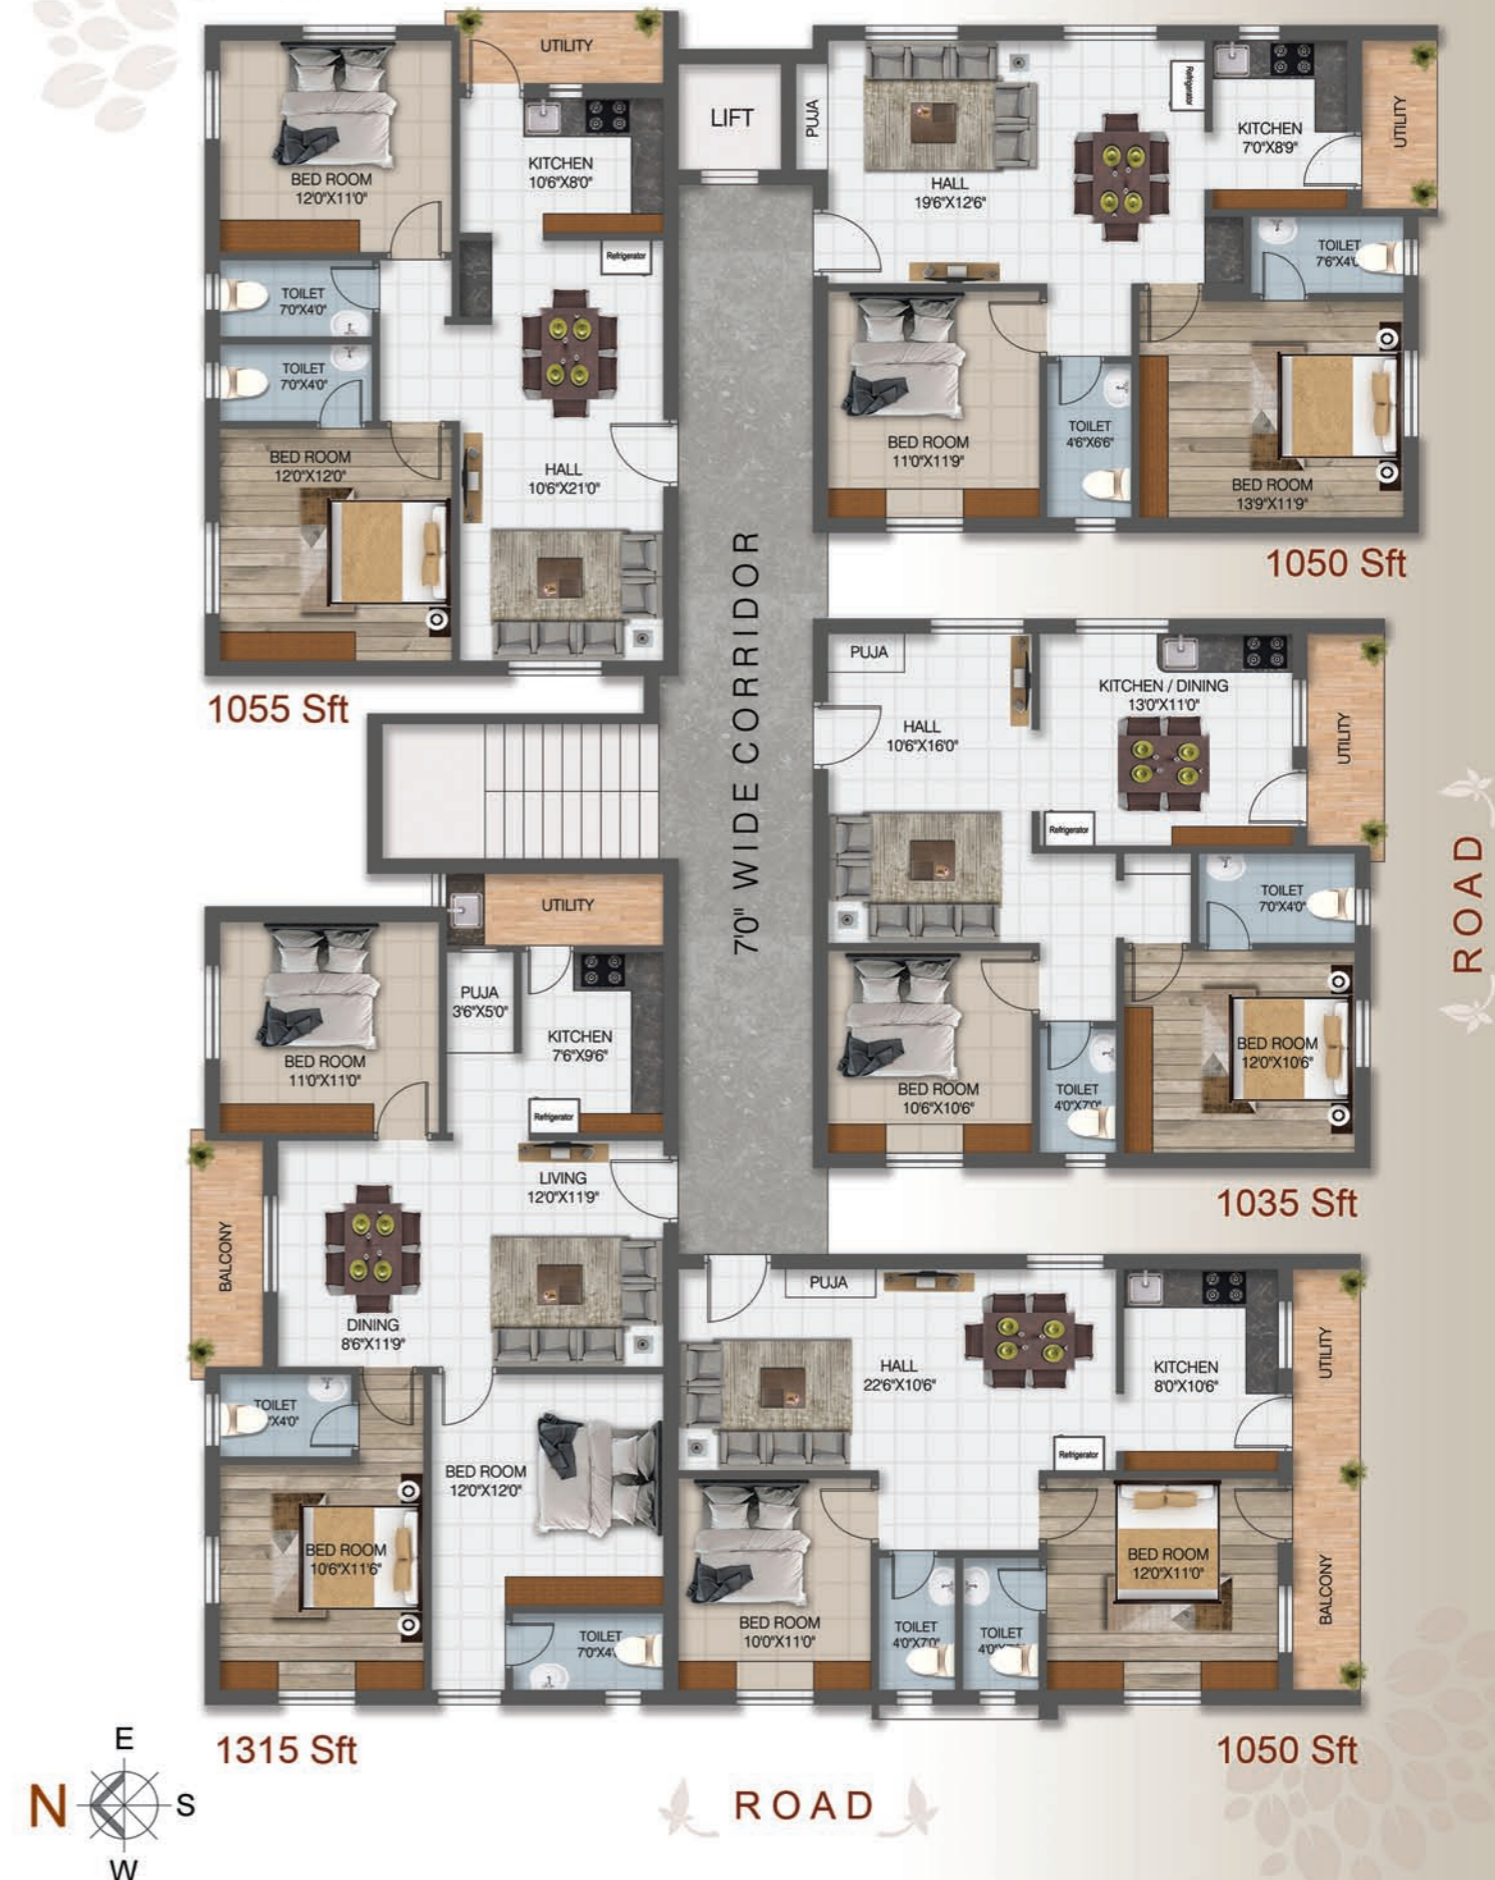 UTILITY
BED ROOM
12'0"X11'0"
KITCHEN
10'6"X8'0"
Refrigerator
TOILET
7'0"X4'0"
TOILET
7'0"X4'0"
BED ROOM
12'0"X12'0"
HALL
10'6"X21'0"
1055 Sft
LIFT
PUJA
HALL
19'6"X12'6"
Refrigerator
KITCHEN
7'0"X8'9"
UTILITY
TOILET
BED ROOM
11'0"X11'9"
TOILET
4'6"X6'6"
BED ROOM
13'9"X11'9"
1050 Sft
7'0" WIDE CORRIDOR
PUJA
HALL
10'6"X16'0"
KITCHEN / DINING
13'0"X11'0"
UTILITY
Refrigerator
TOILET
7'0"X4'0"
BED ROOM
10'6"X10'6"
TOILET
4'0"X7'0"
BED ROOM
12'0"X10'6"
1035 Sft
ROAD
UTILITY
PUJA
3'6"X5'0"
KITCHEN
7'6"X9'6"
BED ROOM
11'0"X11'0"
Refrigerator
LIVING
12'0"X11'9"
BALCONY
DINING
8'6"X11'9"
TOILET
BED ROOM
12'0"X12'0"
BED ROOM
10'6"X11'6"
TOILET
1315 Sft
PUJA
HALL
22'6"X10'6"
KITCHEN
8'0"X10'6"
UTILITY
Refrigerator
BED ROOM
10'0"X11'0"
TOILET
4'0"X7'0"
TOILET
BED ROOM
12'0"X11'0"
BALCONY
1050 Sft
E
N
S
W
ROAD